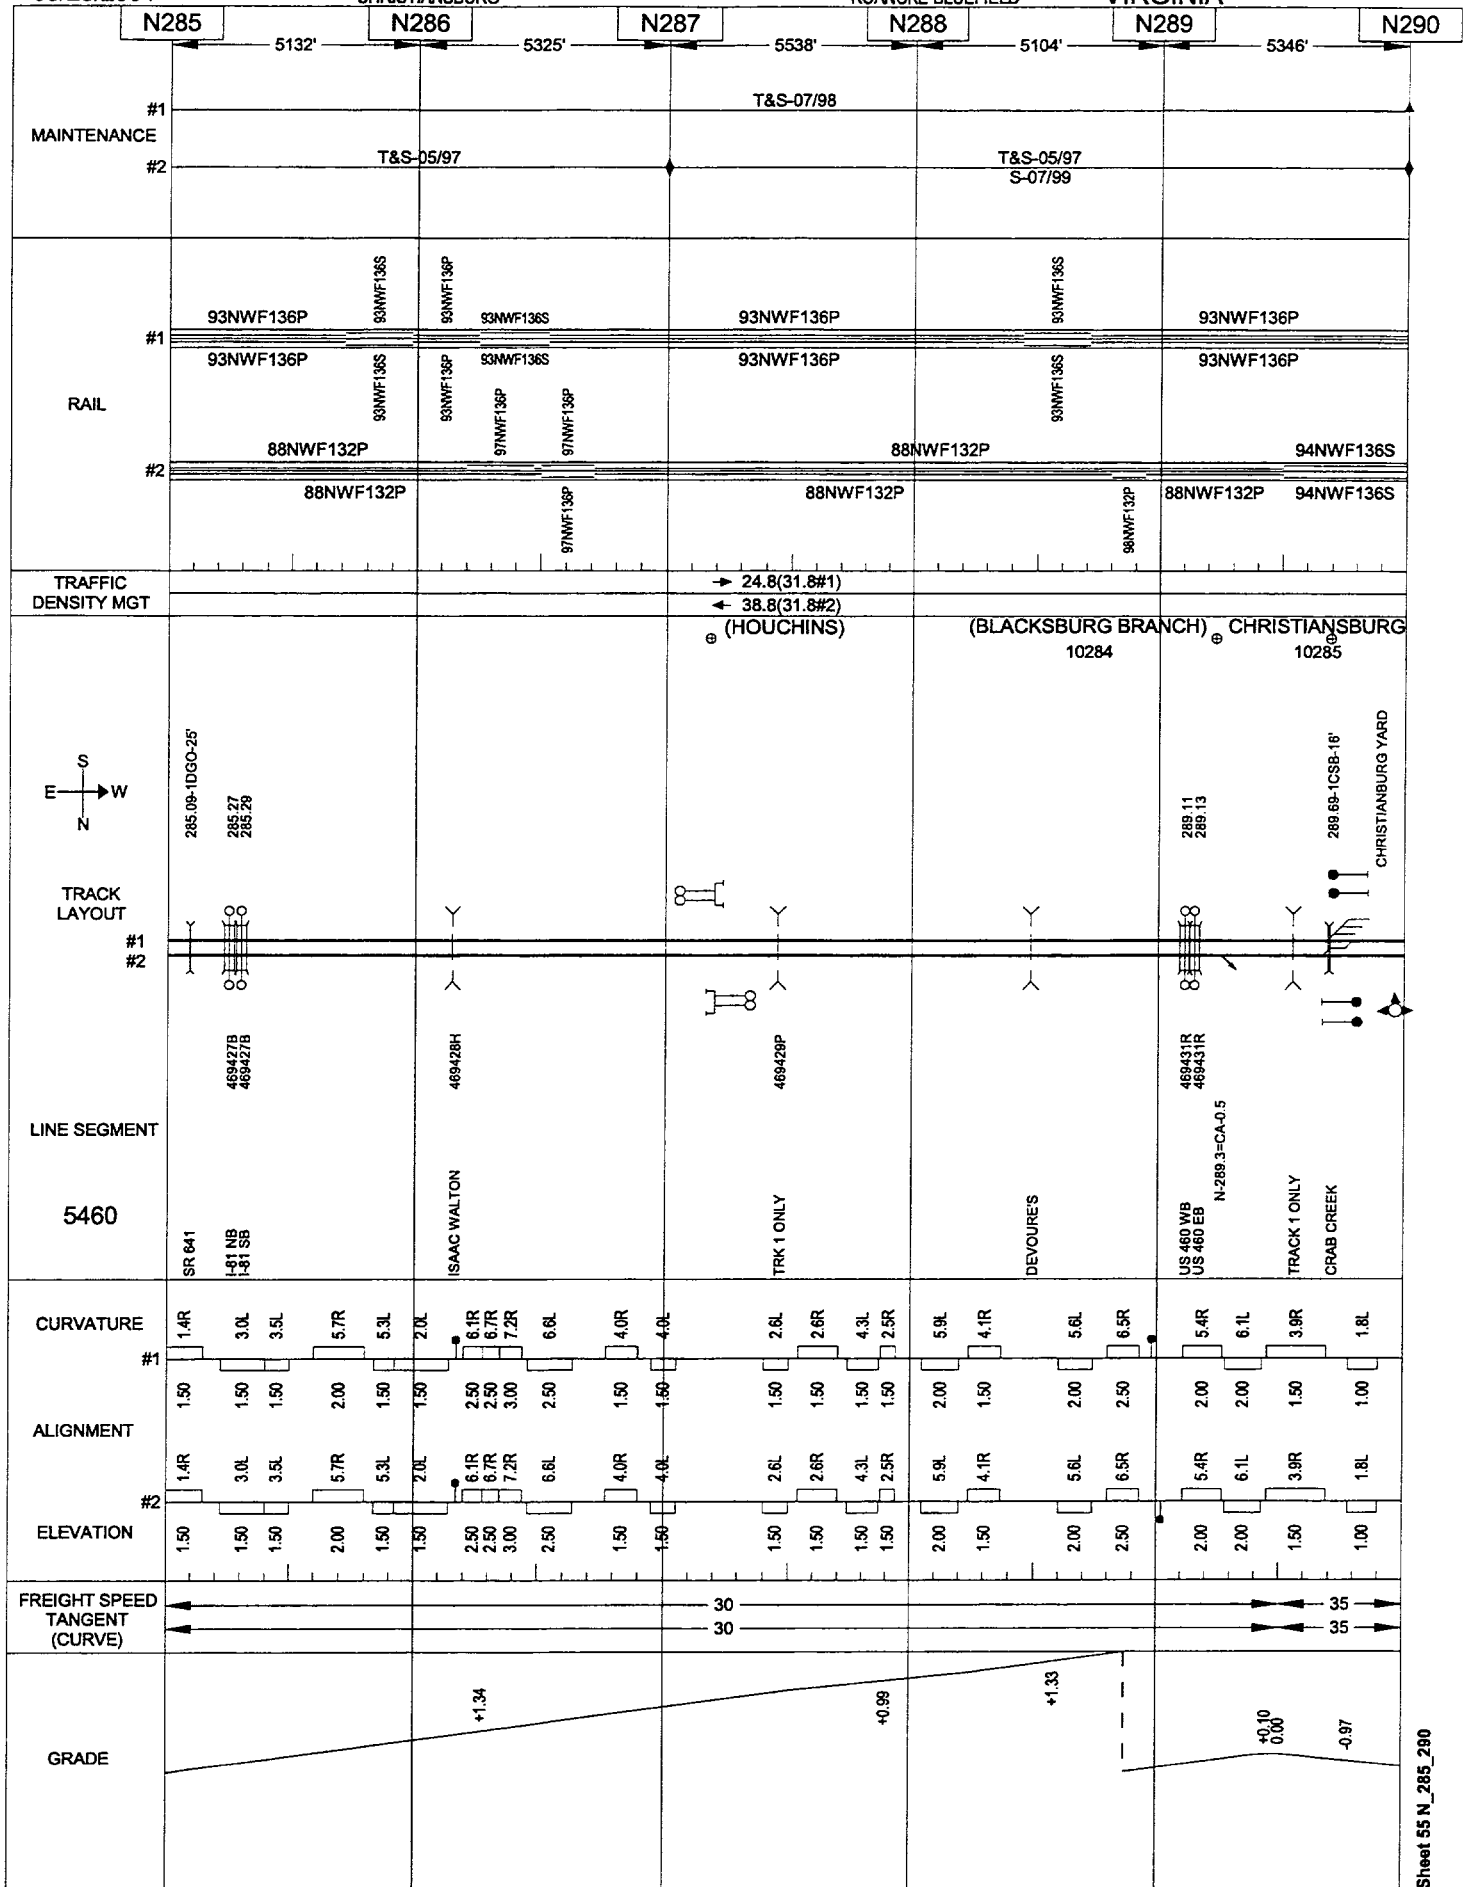 CHRISTIANSBURG
VIRGINIA
N285 N286 N287 N288 N289 N290
5132' 5325' 5538' 5104' 5346'
MAINTENANCE
#1
T&S-07/98
#2
T&S-05/97 T&S-05/97
S-07/99
RAIL
93NWF136S 93NWF136P 93NWF136S
93NWF136P 93NWF136S 93NWF136P 93NWF136P
#1
93NWF136P 93NWF136S 93NWF136P 93NWF136P
93NWF136S 93NWF136P 93NWF136S
97NWF136P 97NWF136P
88NWF132P 88NWF132P 94NWF136S
#2
88NWF132P 88NWF132P 88NWF132P 94NWF136S
97NWF136P 98NWF132P
TRAFFIC
DENSITY MGT
24.8(31.8#1)
38.8(31.8#2)
(HOUCHINS) (BLACKSBURG BRANCH) CHRISTIANSBURG
10284 10285
S
E W
N
285.09-1DGO-25'
285.27
285.29
289.11
289.13
289.69-1CSB-16'
CHRISTIANBURG YARD
TRACK
LAYOUT
#1
#2
469427B
469427B
469428H
469429P
469431R
469431R
N-289.3=CA-0.5
LINE SEGMENT
5460
SR 641
I-81 NB
I-81 SB
ISAAC WALTON
TRK 1 ONLY
DEVOURE'S
US 460 WB
US 460 EB
TRACK 1 ONLY
CRAB CREEK
CURVATURE
1.4R 3.0L 3.5L 5.7R 5.3L 2.0L 6.1R 6.7R 7.2R 6.6L 4.0R 4.0L 2.6L 2.6R 4.3L 2.5R 5.9L 4.1R 5.6L 6.5R 5.4R 6.1L 3.9R 1.8L
#1
1.50 1.50 1.50 2.00 1.50 1.50 2.50 2.50 3.00 2.50 1.50 1.50 1.50 1.50 1.50 1.50 2.00 1.50 2.00 2.50 2.00 2.00 1.50 1.00
ALIGNMENT
1.4R 3.0L 3.5L 5.7R 5.3L 2.0L 6.1R 6.7R 7.2R 6.6L 4.0R 4.0L 2.6L 2.6R 4.3L 2.5R 5.9L 4.1R 5.6L 6.5R 5.4R 6.1L 3.9R 1.8L
#2
ELEVATION
1.50 1.50 1.50 2.00 1.50 1.50 2.50 2.50 3.00 2.50 1.50 1.50 1.50 1.50 1.50 1.50 2.00 1.50 2.00 2.50 2.00 2.00 1.50 1.00
FREIGHT SPEED
TANGENT
(CURVE)
30 35
30 35
GRADE
+1.34
+0.99
+1.33
+0.10
0.00
-0.97
Sheet 55 N_285_290